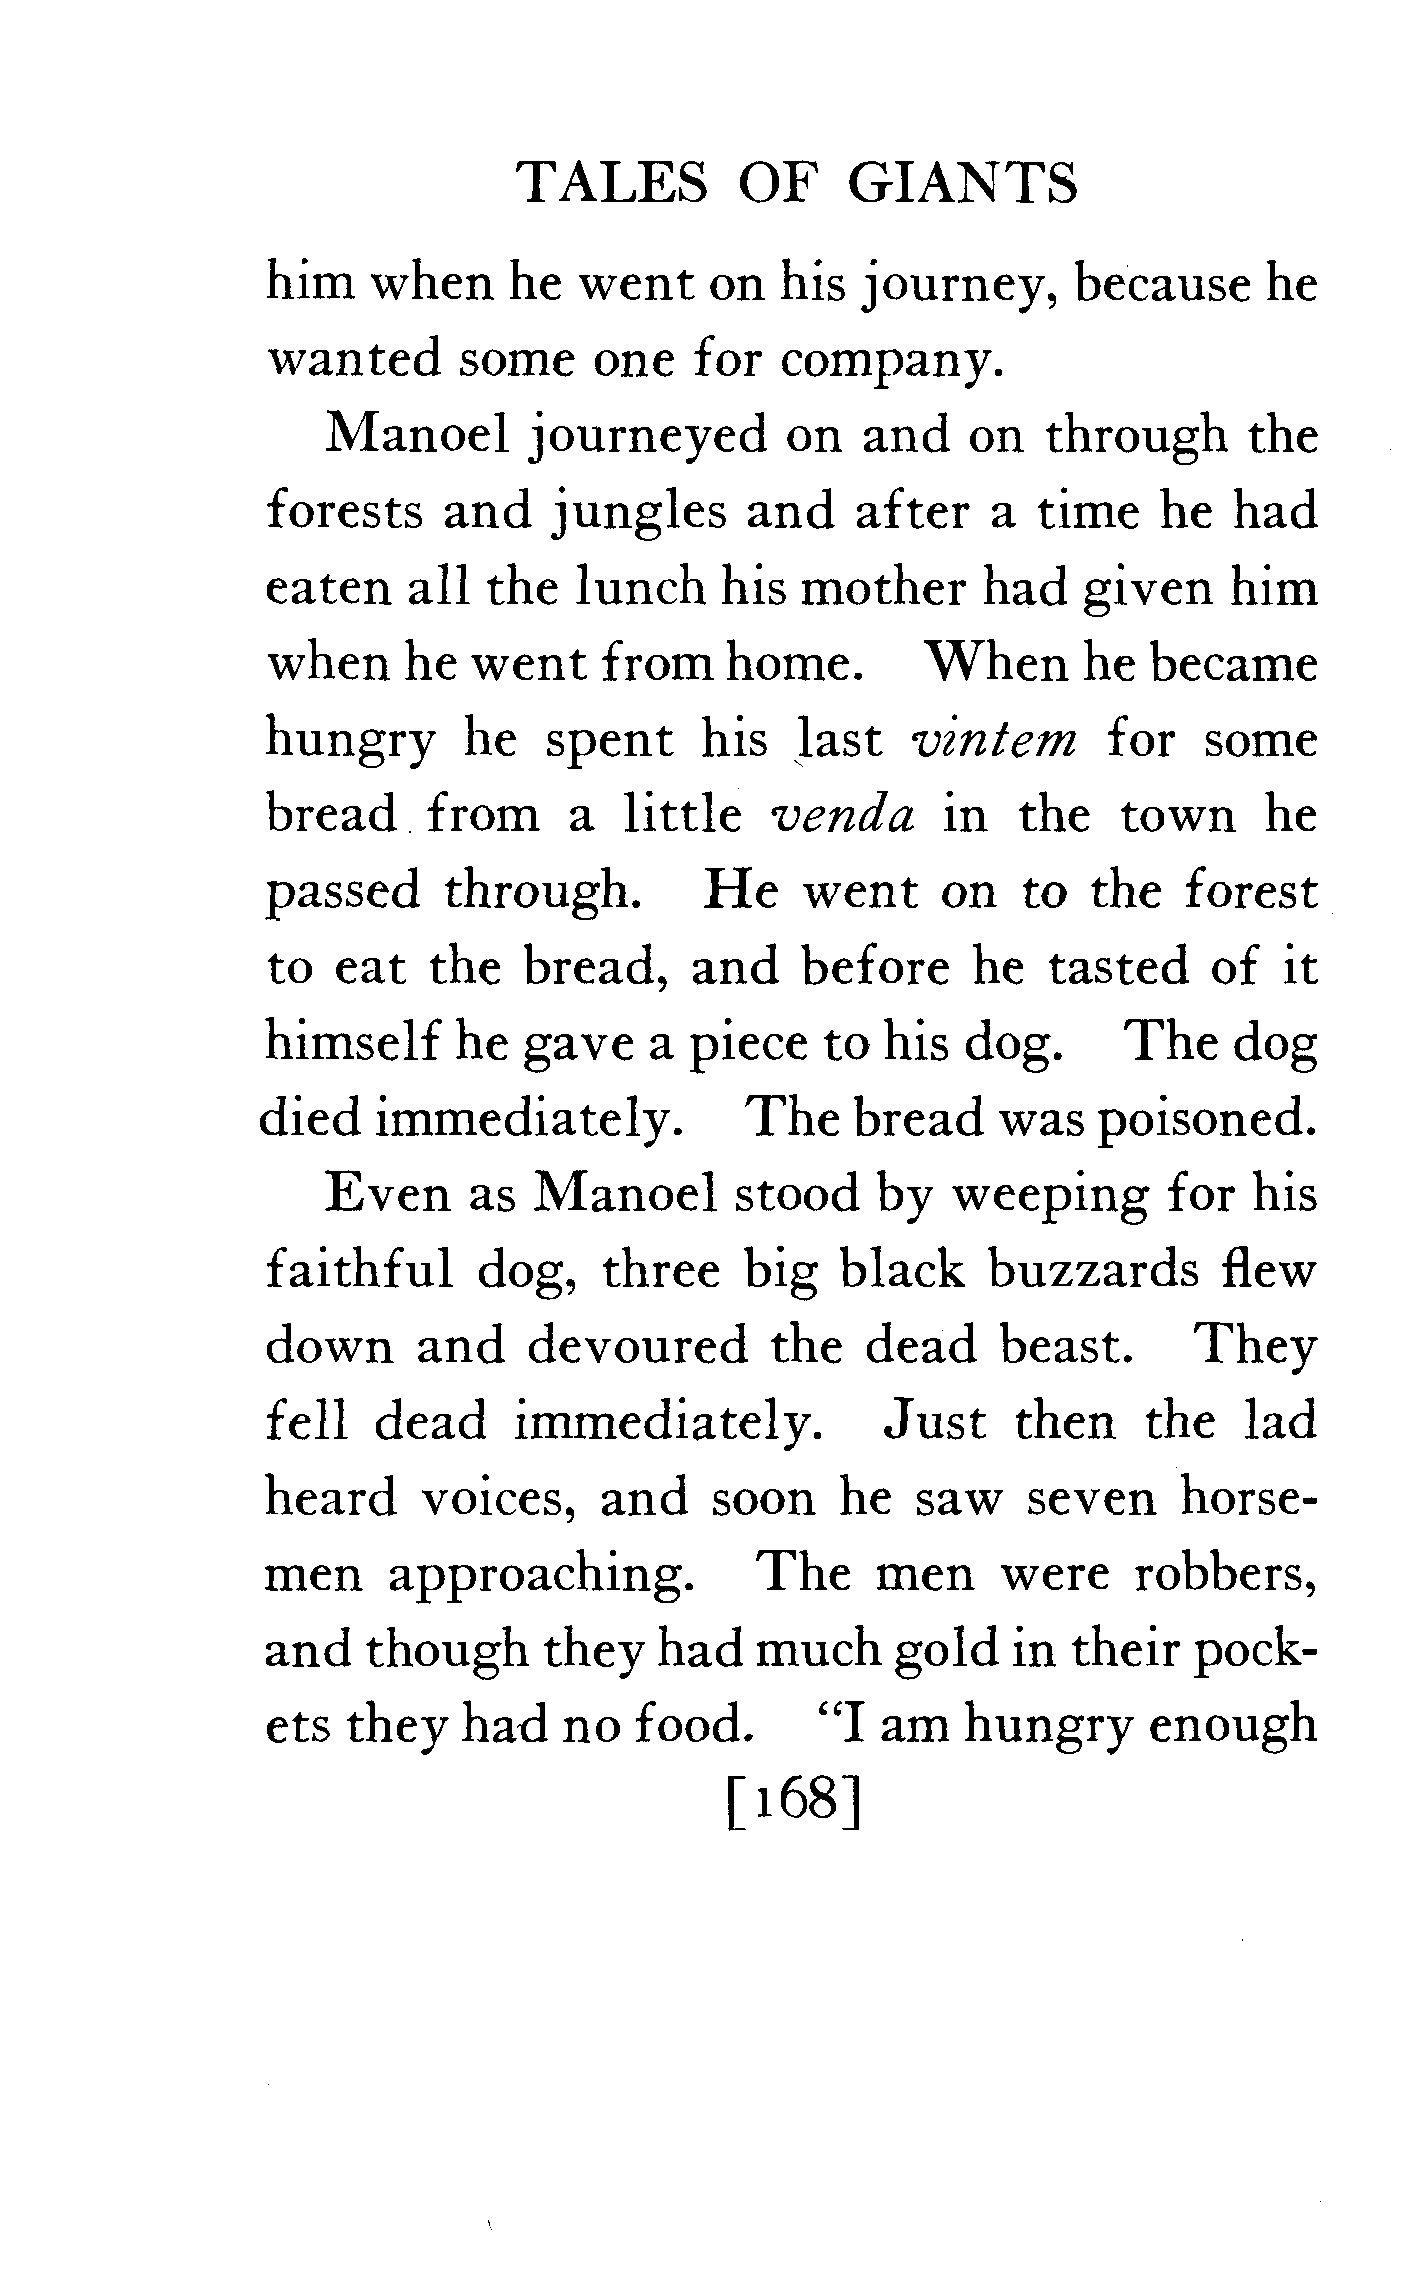 TALES OF GIANTS
him when he went on his journey, because he
wanted some one for company.
Manoel journeyed on and on through the
forests and jungles and after a time he had
eaten all the lunch his mother had given him
when he went from home. When he became
hungry he spent his last vintem for some
bread from a little venda in the town he
passed through. He went on to the forest
to eat the bread, and before he tasted of it
himself he gave a piece to his dog. The dog
died immediately. The bread was poisoned.
Even as Manoel stood by weeping for his
faithful dog, three big black buzzards flew
down and devoured the dead beast. They
fell dead immediately. Just then the lad
heard voices, and soon he saw seven horse-
men approaching. The men were robbers,
and though they had much gold in their pock-
ets they had no food. "I am hungry enough
[168]